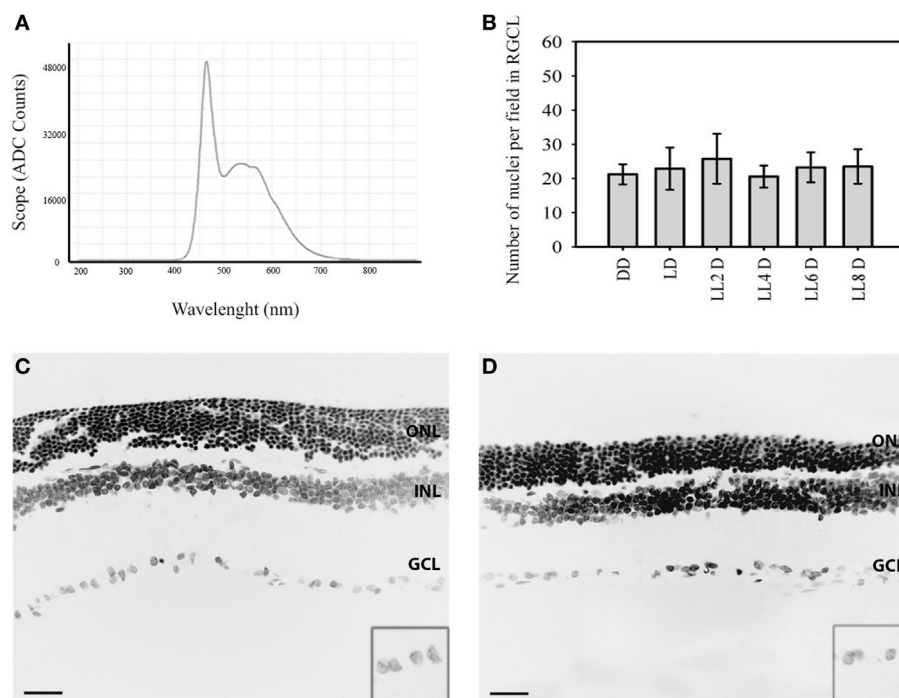 A
Scope (ADC Counts)
48000
32000
16000
0
200 300 400 500 600 700 800
Wavelenght (nm)
B
Number of nuclei per field in RGCL
60
50
40
30
20
10
0
DD
LD
LL2 D
LL4 D
LL6 D
LL8 D
C
ONL
INL
GCL
D
ON
INL
GCL